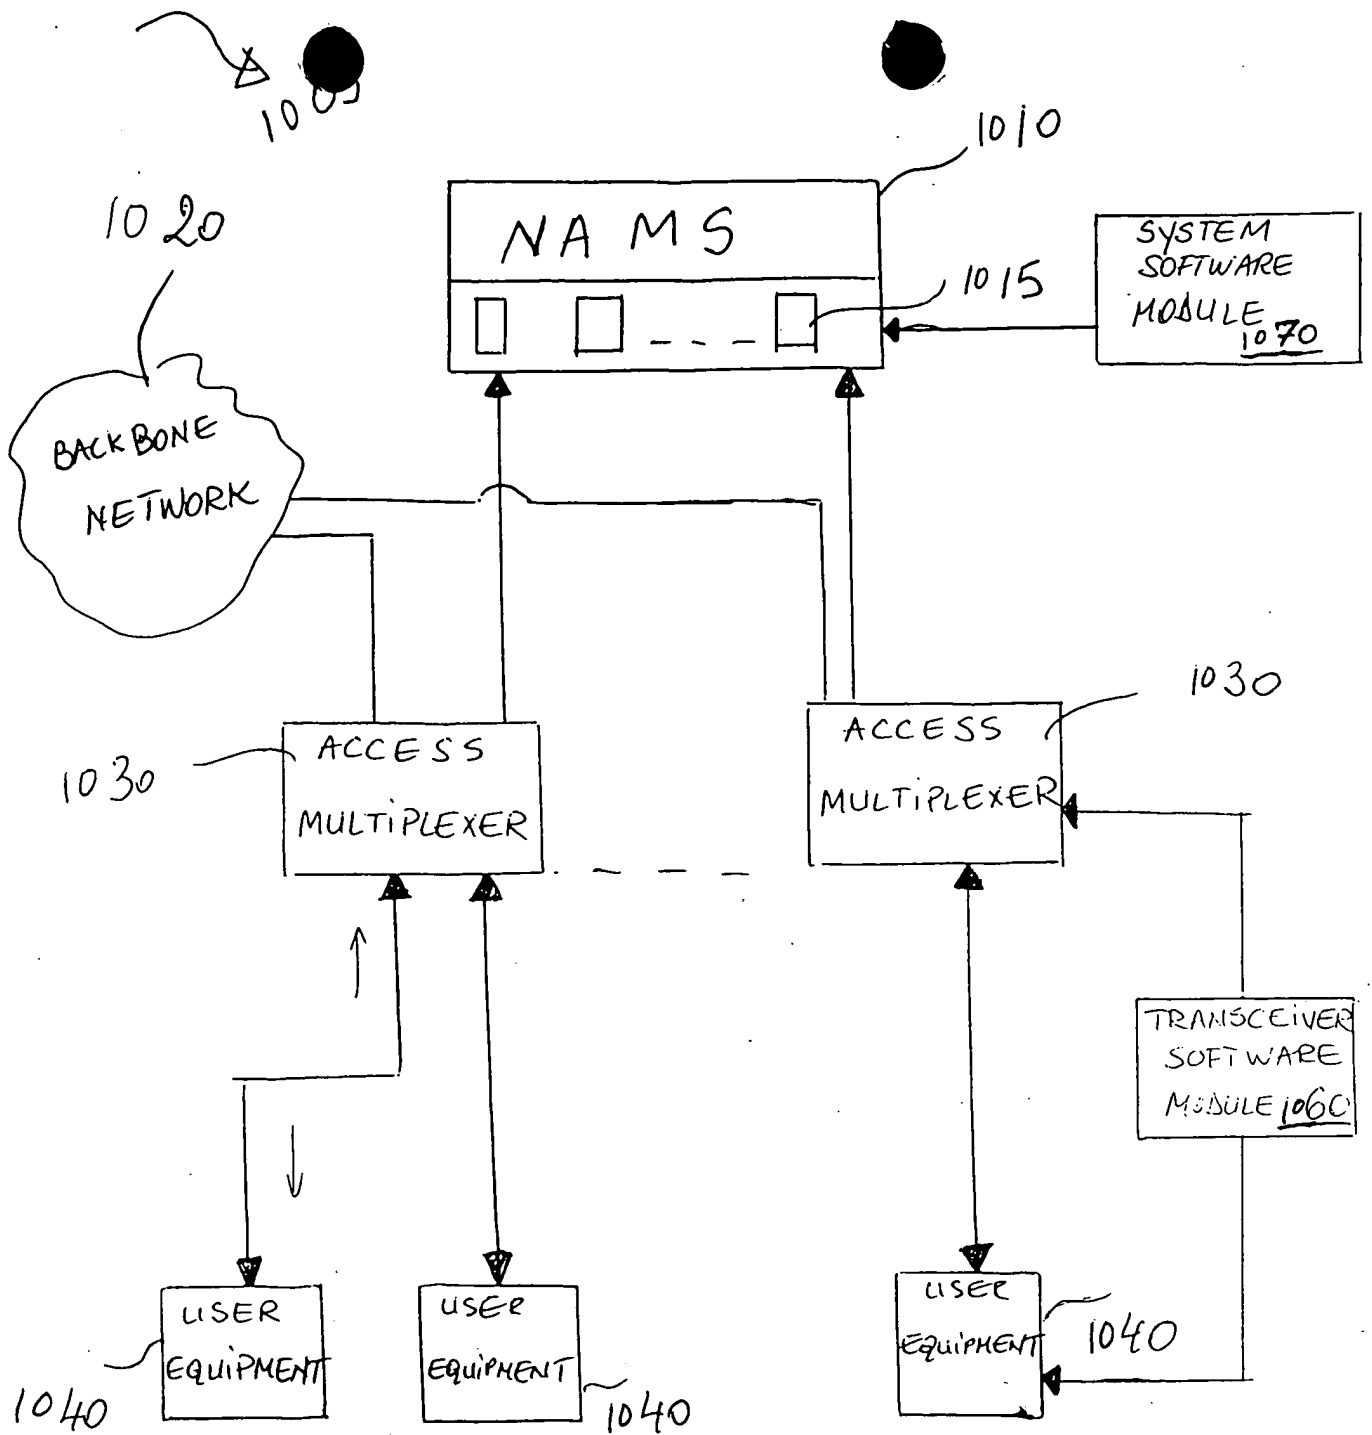 1010
1020
NAMS
1015
SYSTEM
SOFTWARE
MODULE 1070
BACKBONE
NETWORK
1030
ACCESS
MULTIPLEXER
1030
ACCESS
MULTIPLEXER
TRANSCEIVER
SOFTWARE
MODULE 1060
USER
EQUIPMENT
1040
USER
EQUIPMENT
1040
USER
EQUIPMENT
1040